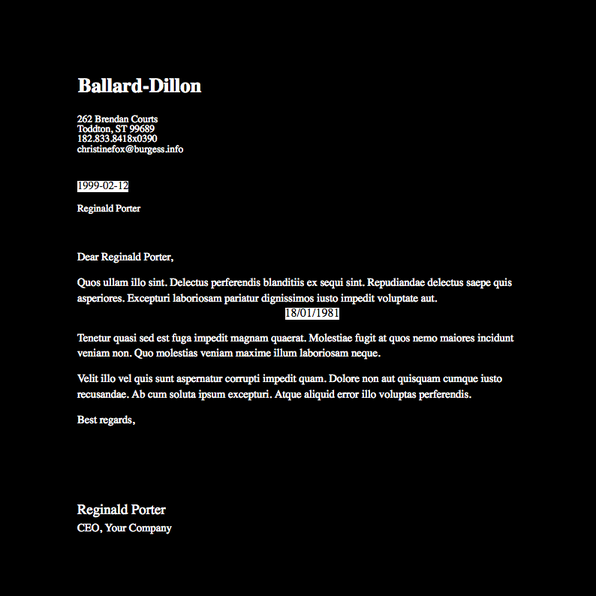 Ballard-Dillon
262 Brendan Courts
Toddton, ST 99689
182.833.8418x0390
christinefox@burgess.info
1999-02-12
Reginald Porter
Dear Reginald Porter,
Quos ullam illo sint. Delectus perferendis blanditiis ex sequi sint. Repudiandae delectus saepe quis
asperiores. Excepturi laboriosam pariatur dignissimos iusto impedit voluptate aut.
18/01/1981
Tenetur quasi sed est fuga impedit magnam quaerat. Molestiae fugit at quos nemo maiores incidunt
veniam non. Quo molestias veniam maxime illum laboriosam neque.
Velit illo vel quis sunt aspernatur corrupti impedit quam. Dolore non aut quisquam cumque iusto
recusandae. Ab cum soluta ipsum excepturi. Atque aliquid error illo voluptas perferendis.
Best regards,
Reginald Porter
CEO, Your Company